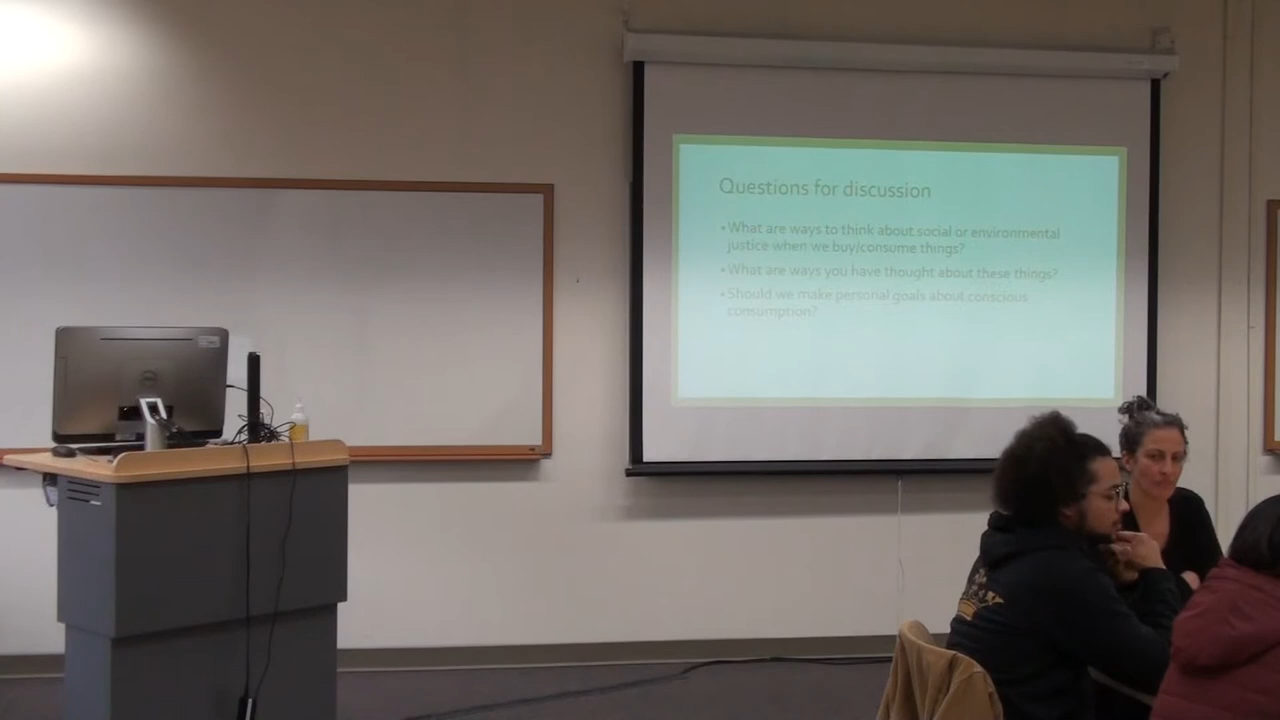 Questions for discussion
• What are ways to think about social or environmental
justice when we buy/consume things?
• What are ways you have thought about these things?
• Should we make personal goals about conscious
consumption?